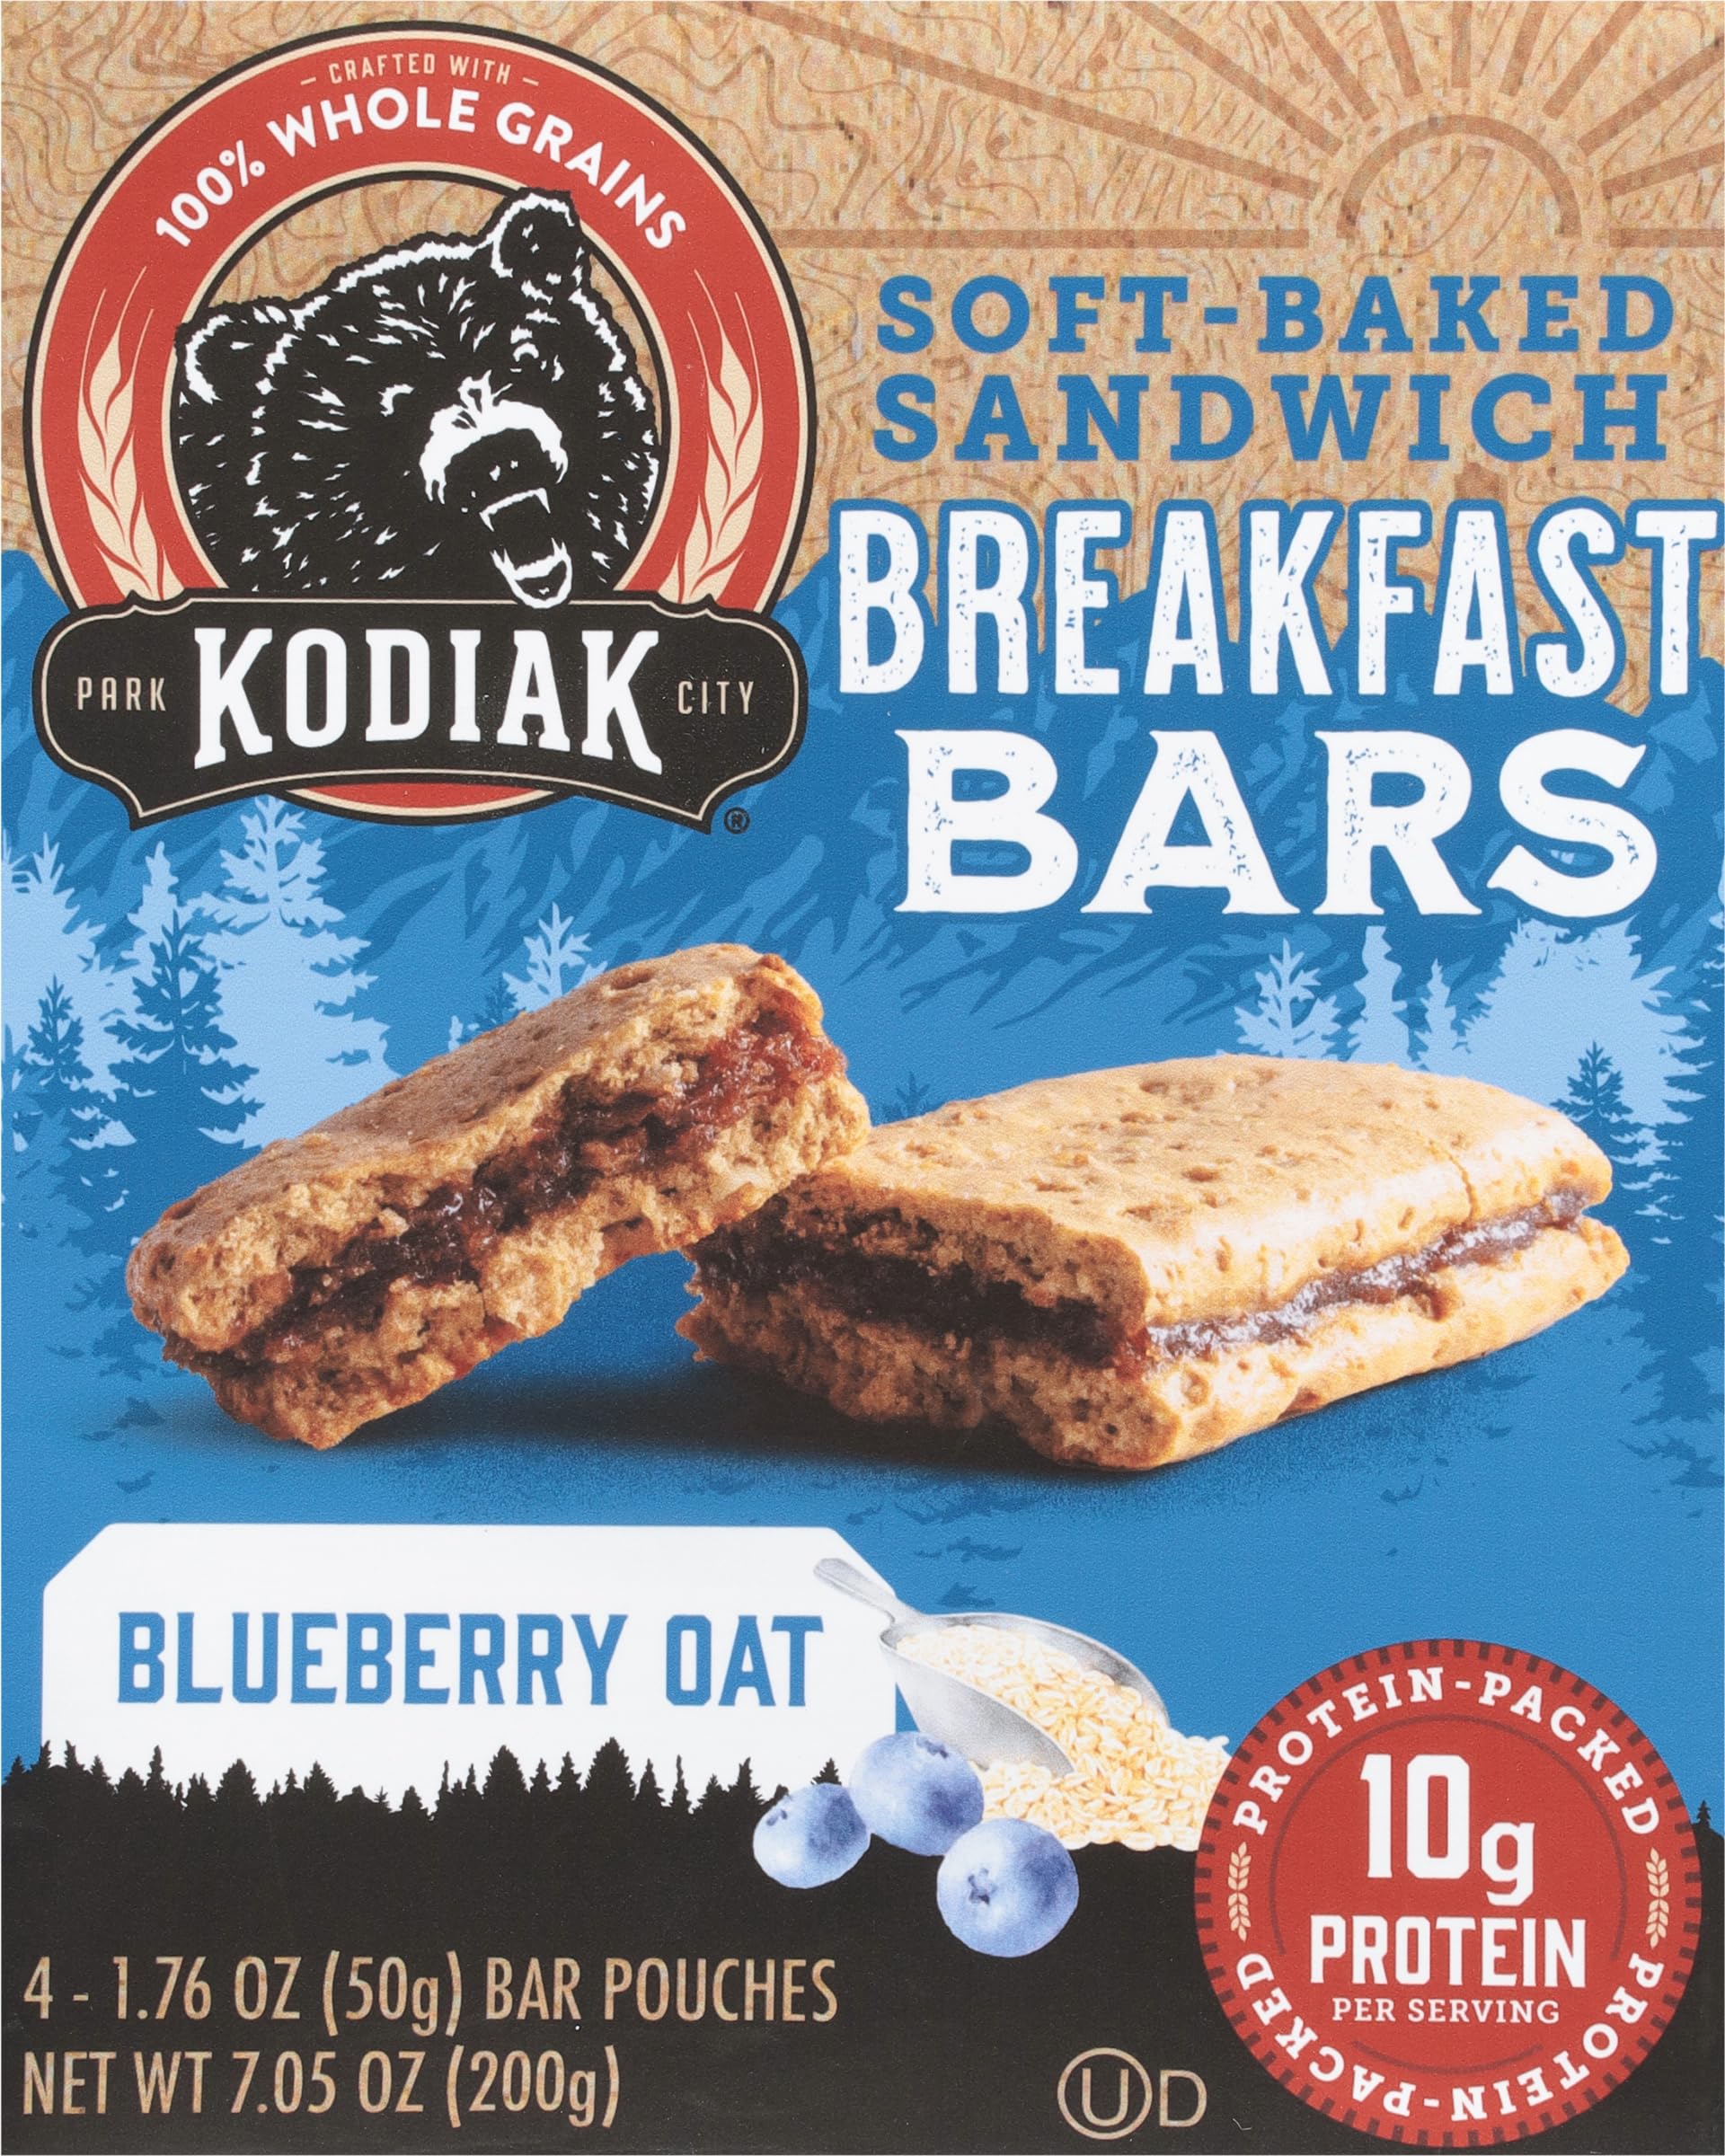 - CRAFTED WITH -
100% WHOLE GRAINS
PARK KODIAK CITY
®
SOFT-BAKED
SANDWICH
BREAKFAST
BARS
BLUEBERRY OAT
PROTEIN-PACKED
10g
PROTEIN
PER SERVING
PROTEIN-PACKED
4 - 1.76 OZ (50g) BAR POUCHES
NET WT 7.05 OZ (200g)
UD